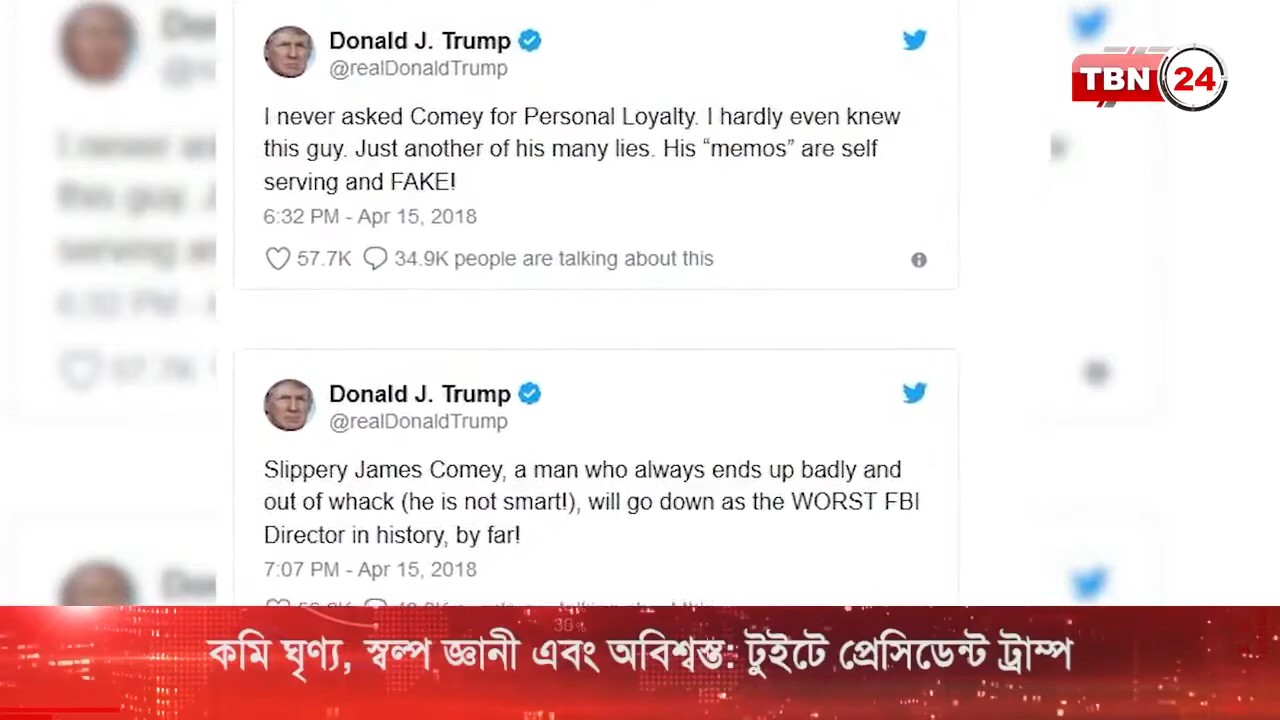 Donald J. Trump
@realDonaldTrump
TBN 24
I never asked Comey for Personal Loyalty. I hardly even knew
this guy. Just another of his many lies. His “memos” are self
serving and FAKE!
6:32 PM - Apr 15, 2018
57.7K 34.9K people are talking about this
Donald J. Trump
@realDonaldTrump
Slippery James Comey, a man who always ends up badly and
out of whack (he is not smart!), will go down as the WORST FBI
Director in history, by far!
7:07 PM - Apr 15, 2018
কমি ঘৃণ্য, স্বল্প জ্ঞানী এবং অবিশ্বস্ত: টুইটে প্রেসিডেন্ট ট্রাম্প